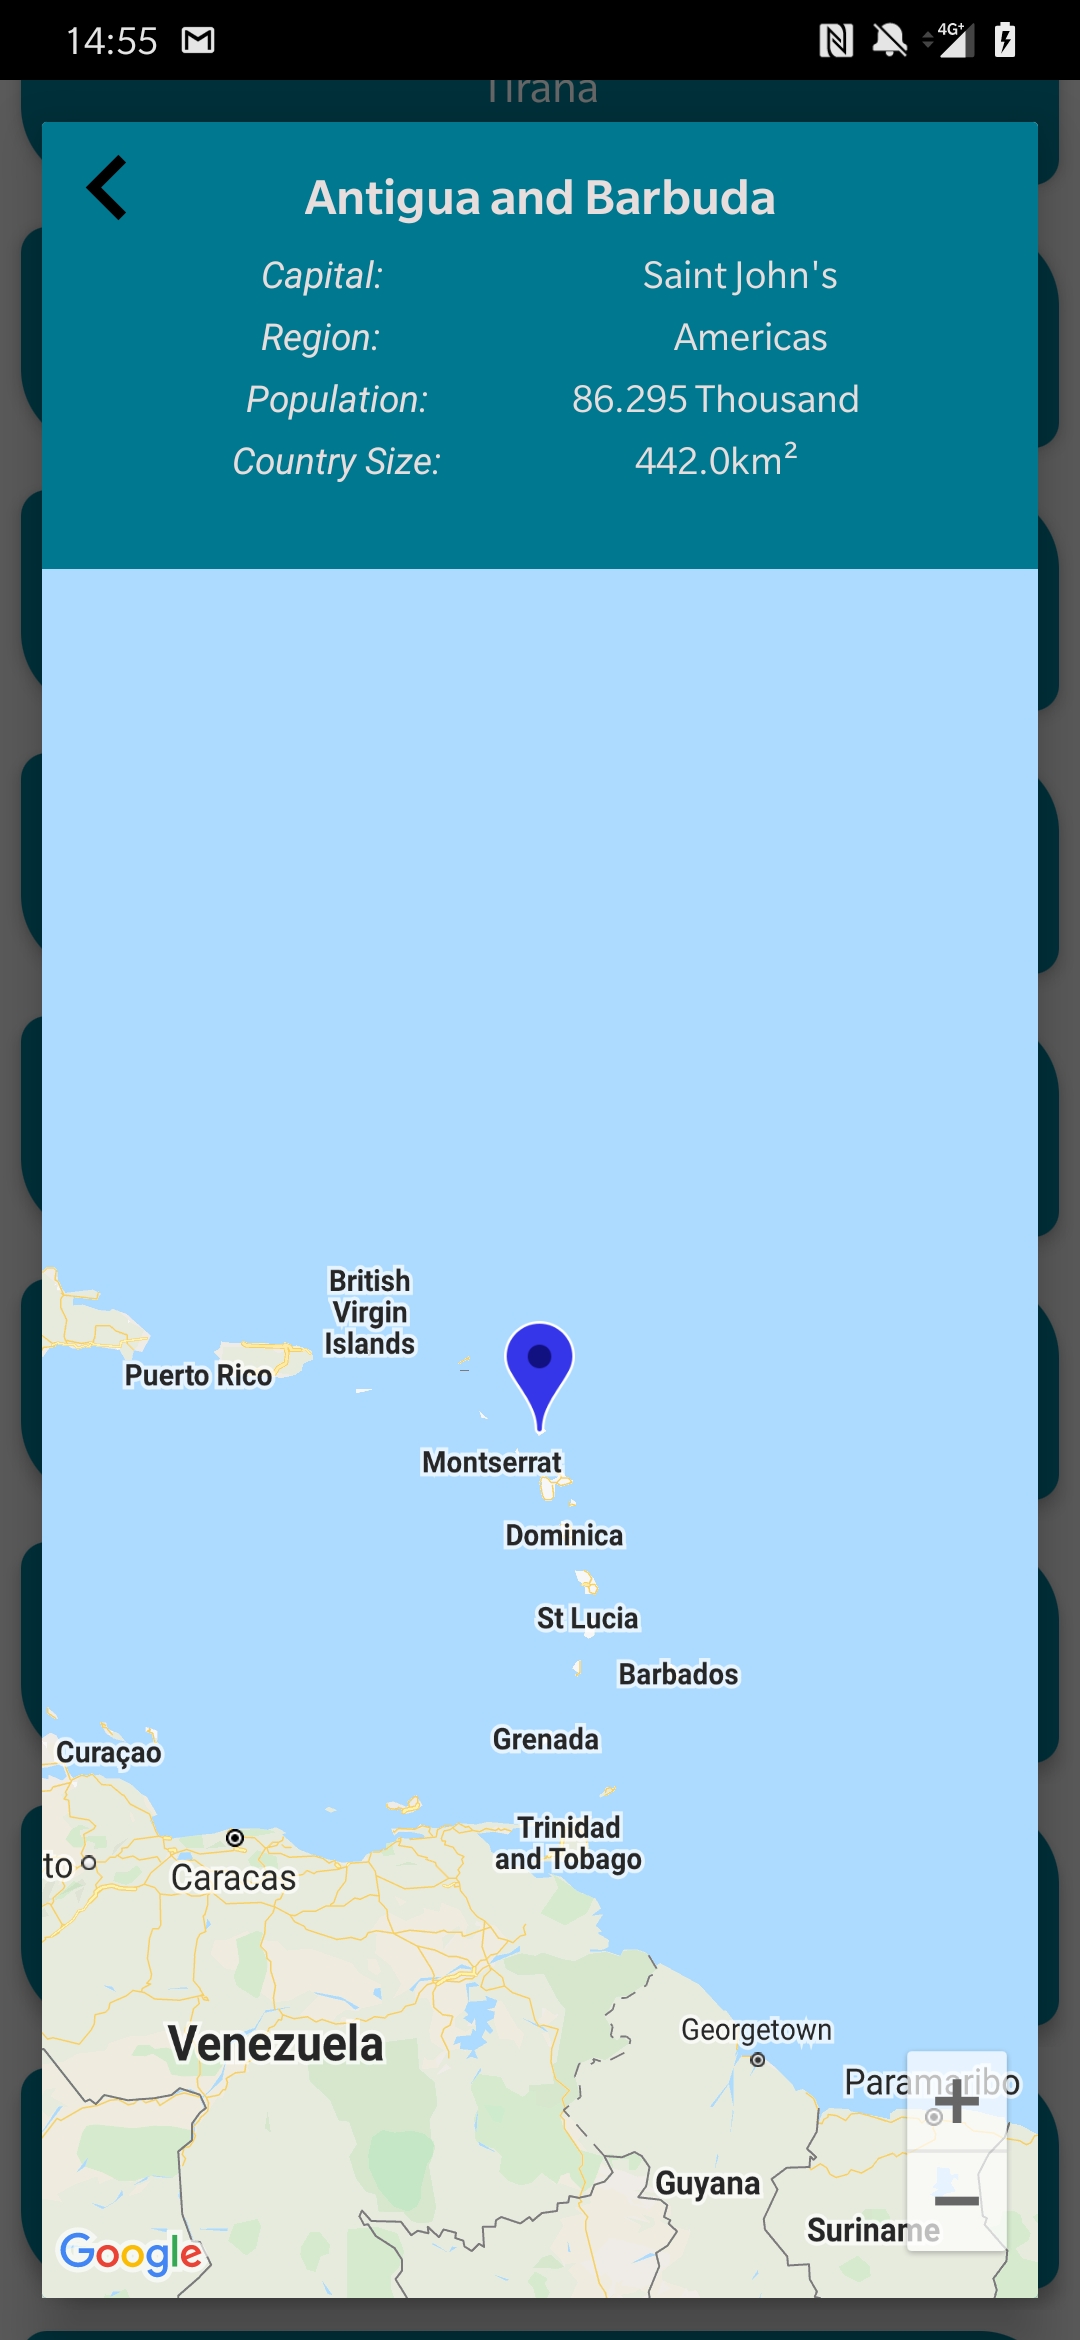 14:55
4G+
Tirana
Antigua and Barbuda
Capital: Saint John's
Region: Americas
Population: 86.295 Thousand
Country Size: 442.0km²
British
Virgin
Islands
Puerto Rico
Montserrat
Dominica
St Lucia
Barbados
Grenada
Curaçao
Trinidad
and Tobago
to
Caracas
Venezuela
Georgetown
Paramaribo
+
Guyana
−
Suriname
Google